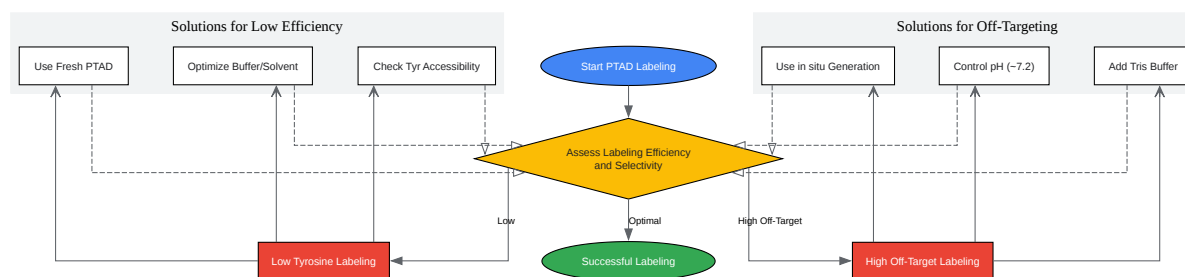 Solutions for Low Efficiency
Solutions for Off-Targeting
Use Fresh PTAD
Optimize Buffer/Solvent
Check Tyr Accessibility
Start PTAD Labeling
Use in situ Generation
Control pH (~7.2)
Add Tris Buffer
Assess Labeling Efficiency
and Selectivity
Low
Optimal
High Off-Target
Low Tyrosine Labeling
Successful Labeling
High Off-Target Labeling